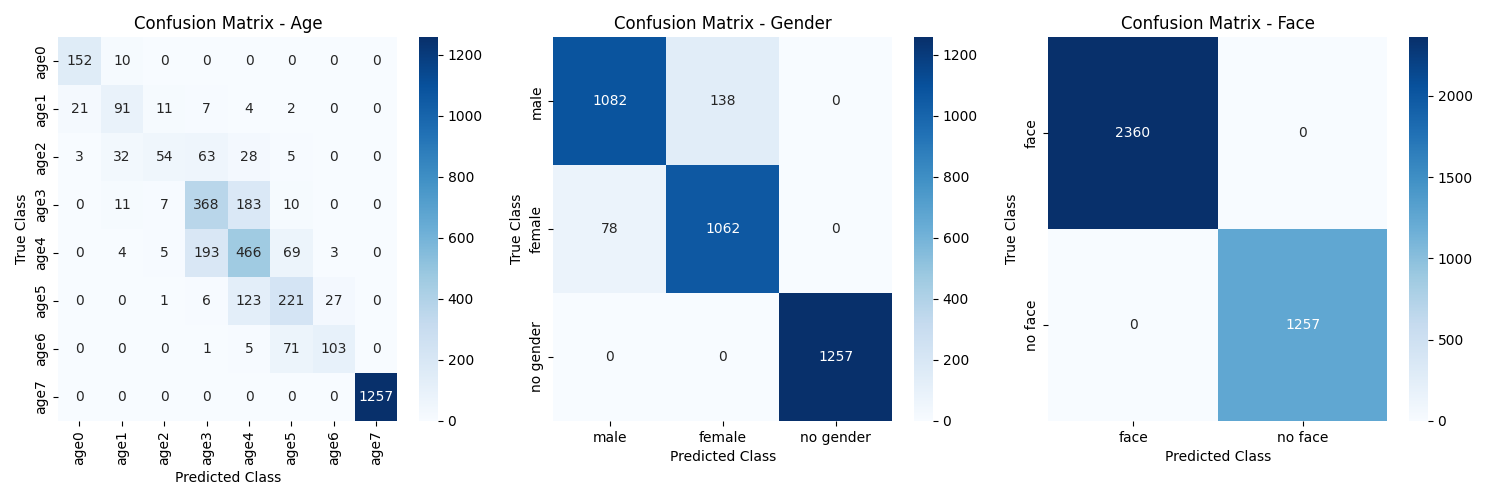 Confusion Matrix - Age
True Class
age0 152 10 0 0 0 0 0 0
age1 21 91 11 7 4 2 0 0
age2 3 32 54 63 28 5 0 0
age3 0 11 7 368 183 10 0 0
age4 0 4 5 193 466 69 3 0
age5 0 0 1 6 123 221 27 0
age6 0 0 0 1 5 71 103 0
age7 0 0 0 0 0 0 0 1257
age0 age1 age2 age3 age4 age5 age6 age7
Predicted Class
1200
1000
800
600
400
200
0
Confusion Matrix - Gender
True Class
male 1082 138 0
female 78 1062 0
no gender 0 0 1257
male female no gender
Predicted Class
1200
1000
800
600
400
200
0
Confusion Matrix - Face
True Class
face 2360 0
no face 0 1257
face no face
Predicted Class
2000
1500
1000
500
0